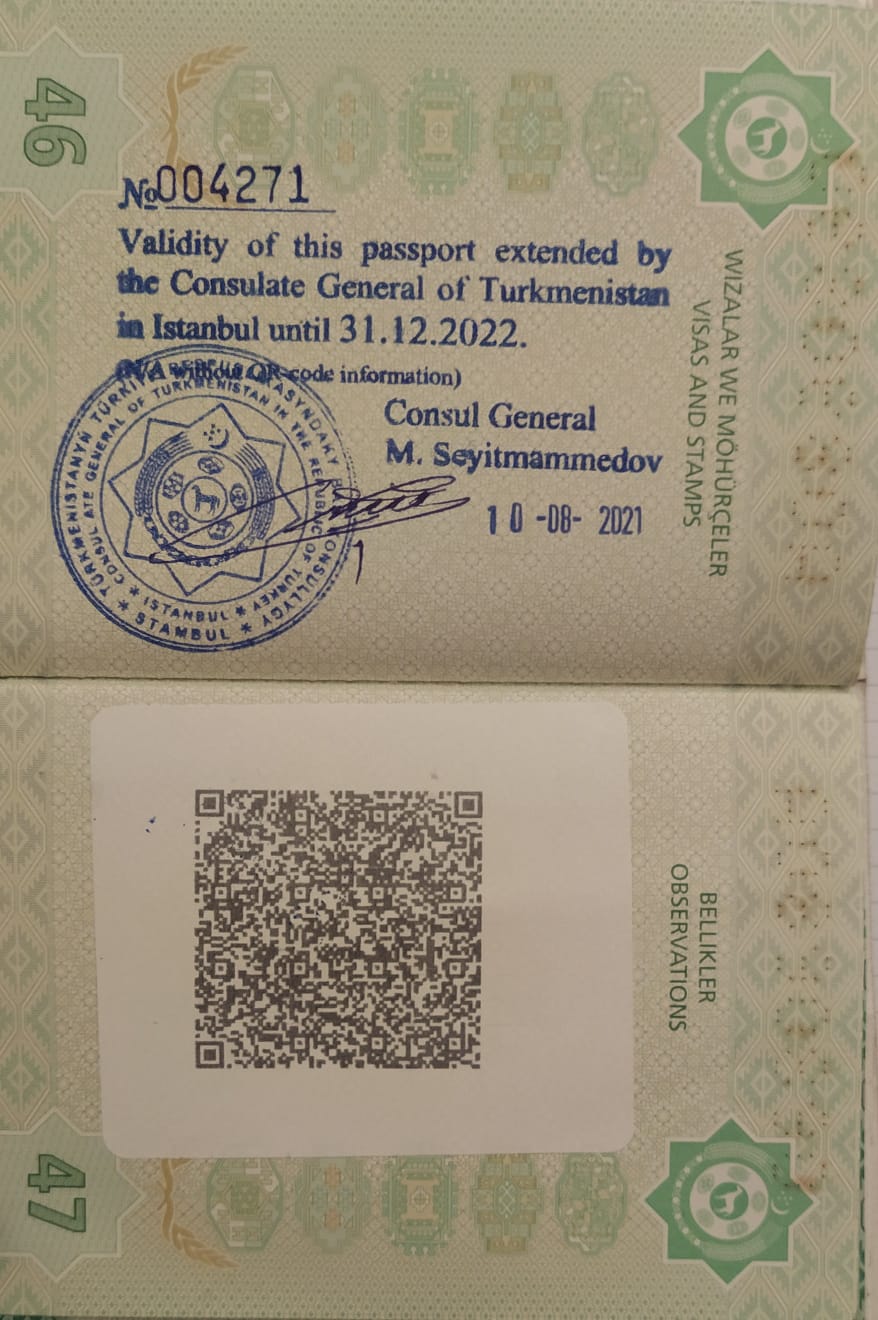 46
№004271
Validity of this passport extended by
the Consulate General of Turkmenistan
in Istanbul until 31.12.2022.
(N/A without QR-code information)
Consul General
M. Seyitmammedov
10-08-2021
TÜRKMENISTANYŇ TÜRKIÝE RESPUBLIKASYNDAKY KONSULLYGY
* STAMBUL *
CONSULATE GENERAL OF TURKMENISTAN IN THE REPUBLIC OF TURKEY
* ISTANBUL *
WIZALAR WE MÖHÜRÇELER
VISAS AND STAMPS
BELLIKLER
OBSERVATIONS
47